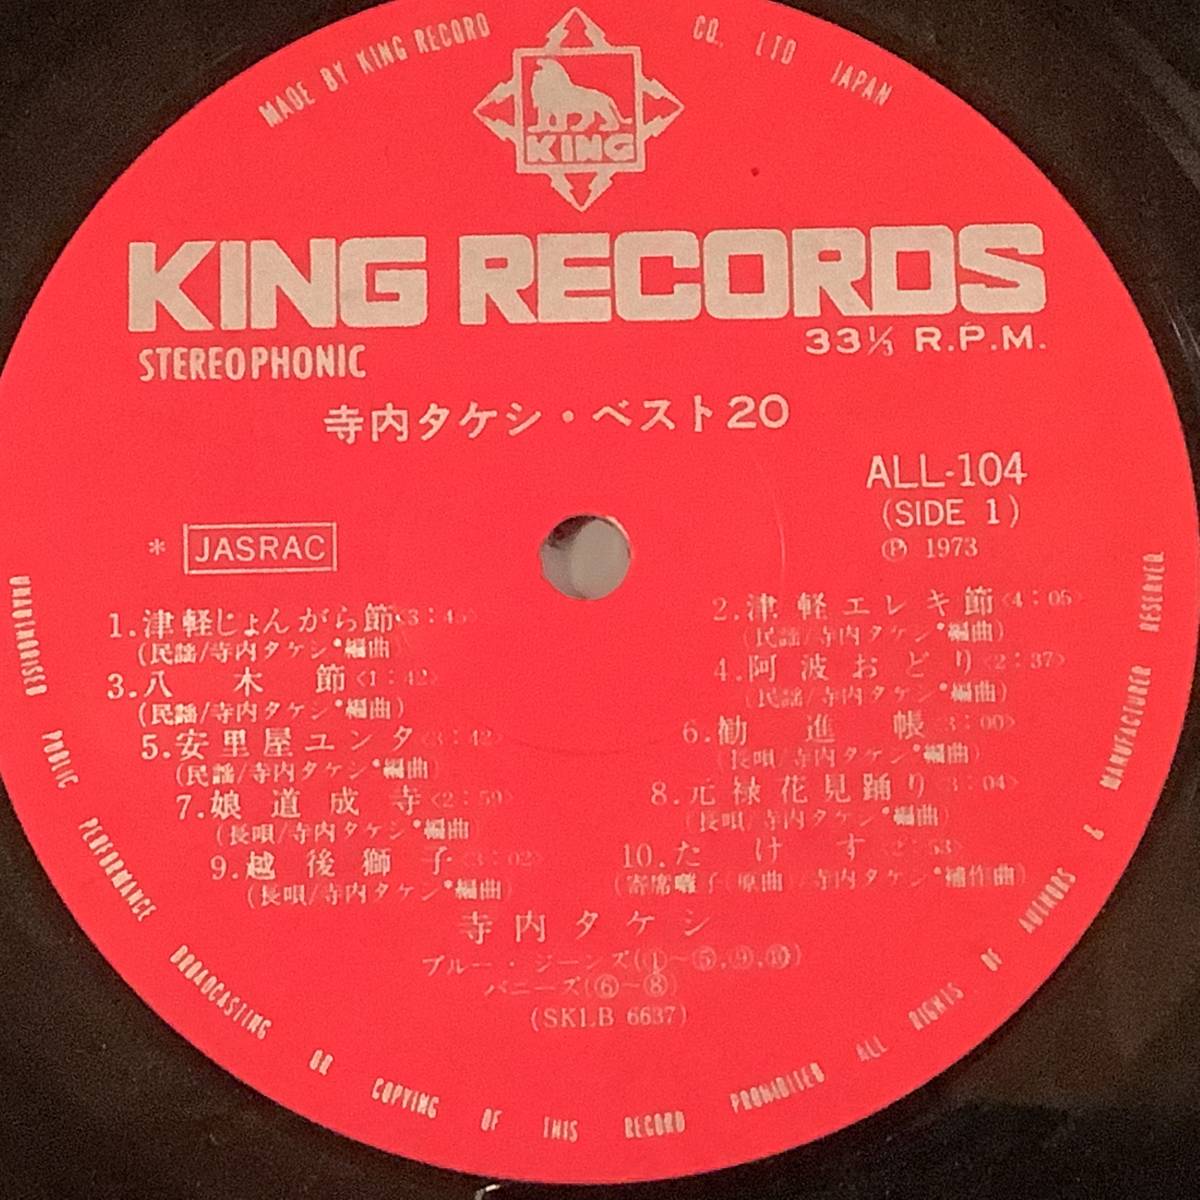 MADE BY KING RECORD CO., LTD JAPAN
KING
KING RECORDS
33⅓ R.P.M.
STEREOPHONIC
寺内タケシ・ベスト20
ALL-104
(SIDE 1)
Ⓟ 1973
* JASRAC
1.津軽じょんがら節
(民謡/寺内タケシ*編曲)
2.津軽エレキ節<4:05>
(民謡/寺内タケシ*編曲)
3.八木節<1:42>
(民謡/寺内タケシ*編曲)
4.阿波おどり<2:37>
(民謡/寺内タケシ*編曲)
5.安里屋ユンタ<3:42>
(民謡/寺内タケシ*編曲)
6.勧進帳<3:00>
(長唄/寺内タケシ*編曲)
7.娘道成寺<2:59>
(長唄/寺内タケシ*編曲)
8.元禄花見踊り<3:04>
(長唄/寺内タケシ*編曲)
9.越後獅子<3:02>
(長唄/寺内タケシ*編曲)
10.たけす<2:53>
(寄席囃子(原曲)/寺内タケシ*補作曲)
寺内タケシ
ブルー・ジーンズ(①~⑤,⑨,⑩)
バニーズ(⑥~⑧)
(SKLB 6637)
UNAUTHORISED PUBLIC PERFORMANCE BROADCASTING OR COPYING OF THIS RECORD PROHIBITED ALL RIGHTS OF AUTHORS & MANUFACTURER RESERVED